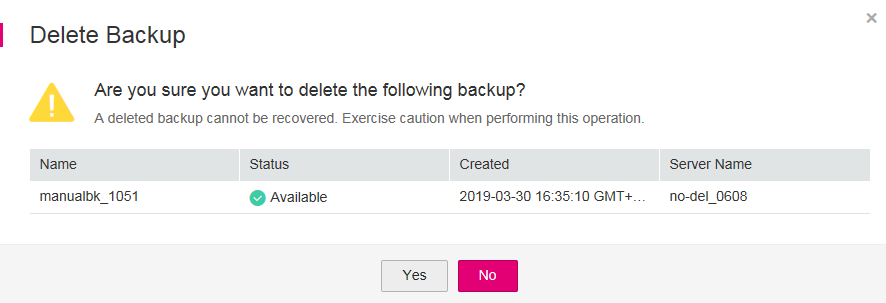 Delete Backup
Are you sure you want to delete the following backup?
A deleted backup cannot be recovered. Exercise caution when performing this operation.
Name Status Created Server Name
manualbk_1051 Available 2019-03-30 16:35:10 GMT+... no-del_0608
Yes No